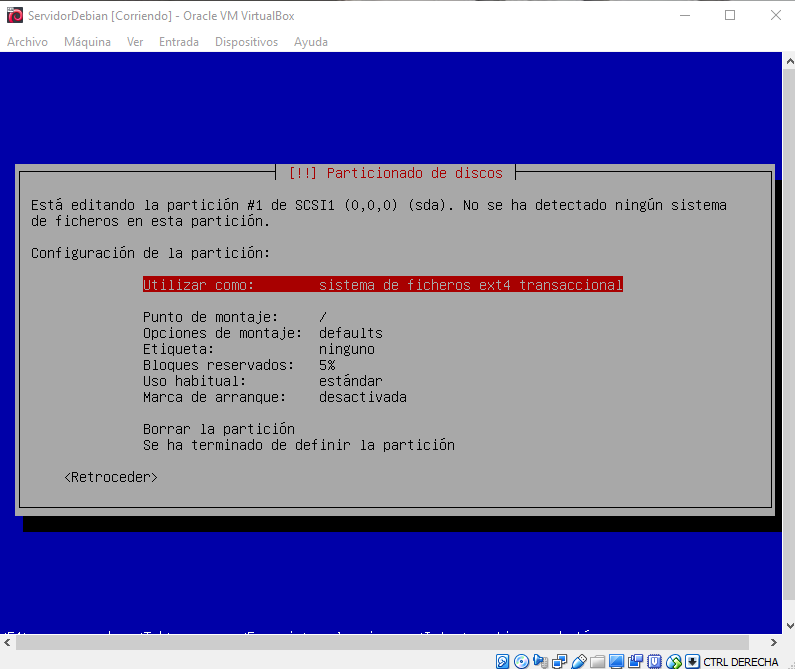 ServidorDebian [Corriendo] - Oracle VM VirtualBox
Archivo Máquina Ver Entrada Dispositivos Ayuda
[!!] Particionado de discos
Está editando la partición #1 de SCSI1 (0,0,0) (sda). No se ha detectado ningún sistema
de ficheros en esta partición.
Configuración de la partición:
Utilizar como: sistema de ficheros ext4 transaccional
Punto de montaje: /
Opciones de montaje: defaults
Etiqueta: ninguno
Bloques reservados: 5%
Uso habitual: estándar
Marca de arranque: desactivada
Borrar la partición
Se ha terminado de definir la partición
<Retroceder>
CTRL DERECHA